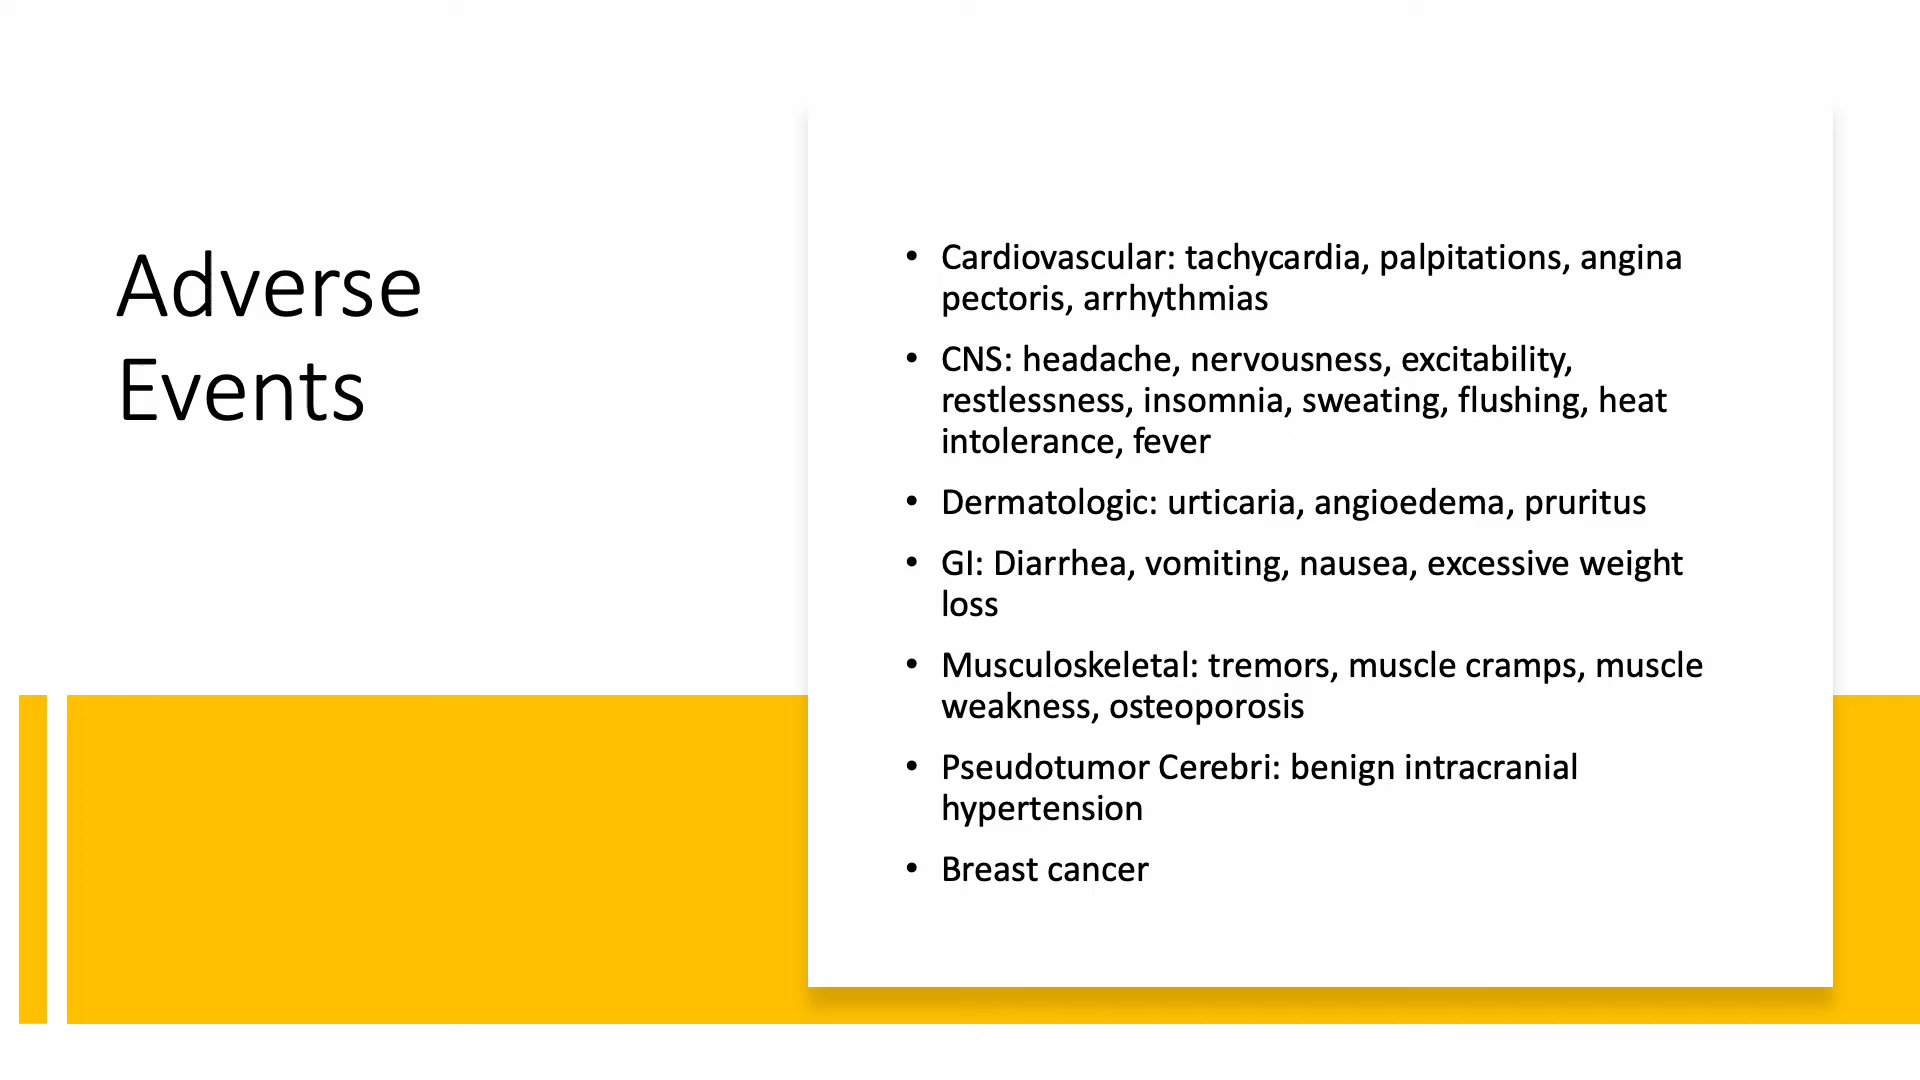 Adverse
Events
• Cardiovascular: tachycardia, palpitations, angina
pectoris, arrhythmias
• CNS: headache, nervousness, excitability,
restlessness, insomnia, sweating, flushing, heat
intolerance, fever
• Dermatologic: urticaria, angioedema, pruritus
• GI: Diarrhea, vomiting, nausea, excessive weight
loss
• Musculoskeletal: tremors, muscle cramps, muscle
weakness, osteoporosis
• Pseudotumor Cerebri: benign intracranial
hypertension
• Breast cancer